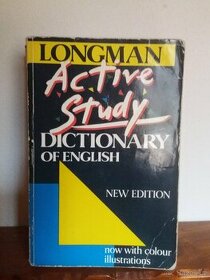 LONGMAN
Active
Study
DICTIONARY
OF ENGLISH
NEW EDITION
now with colour
illustrations